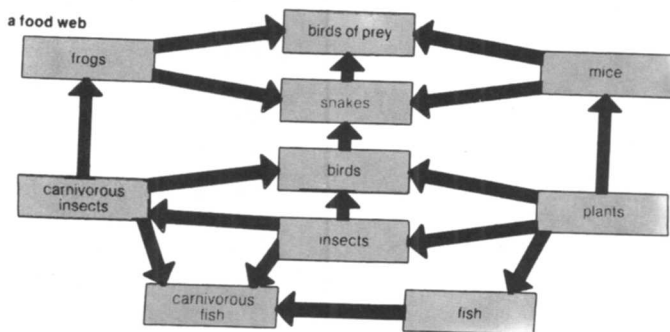 a food web
birds of prey
frogs
mice
snakes
birds
carnivorous
insects
plants
insects
carnivorous
fish
fish